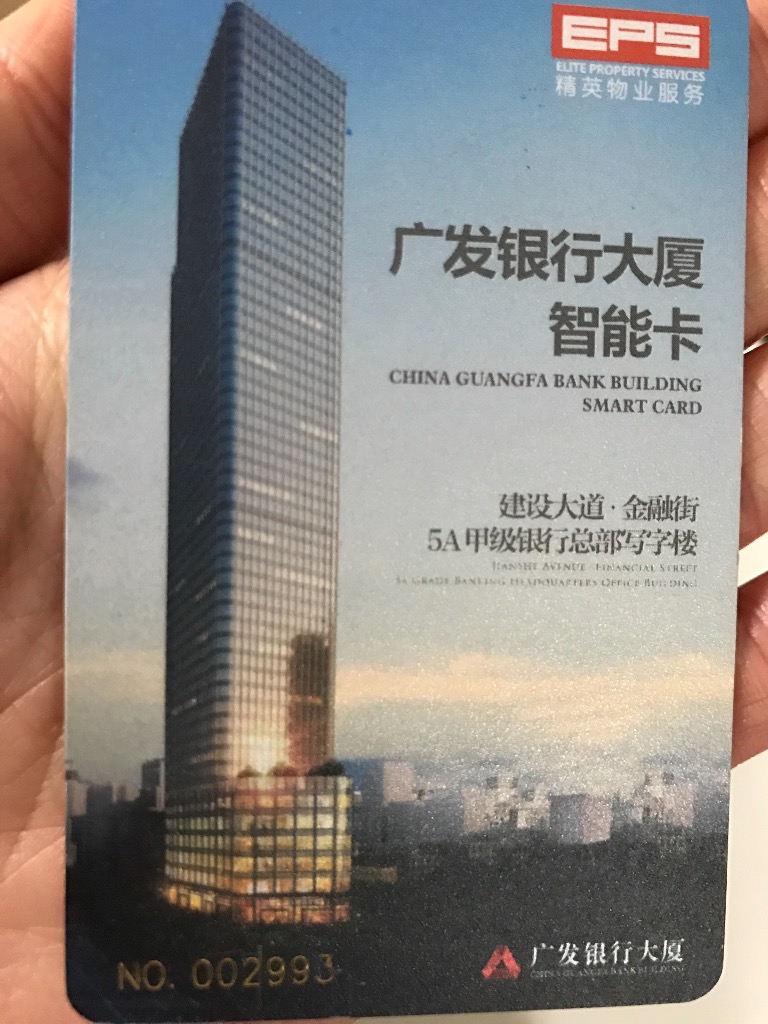 EPS
ELITE PROPERTY SERVICES
精英物业服务
广发银行大厦
智能卡
CHINA GUANGFA BANK BUILDING
SMART CARD
建设大道·金融街
5A甲级银行总部写字楼
JIANSHE AVENUE · FINANCIAL STREET
5A GRADE BANKING HEADQUARTERS OFFICE BUILDING
NO. 002993
广发银行大厦
CHINA GUANGFA BANK BUILDING